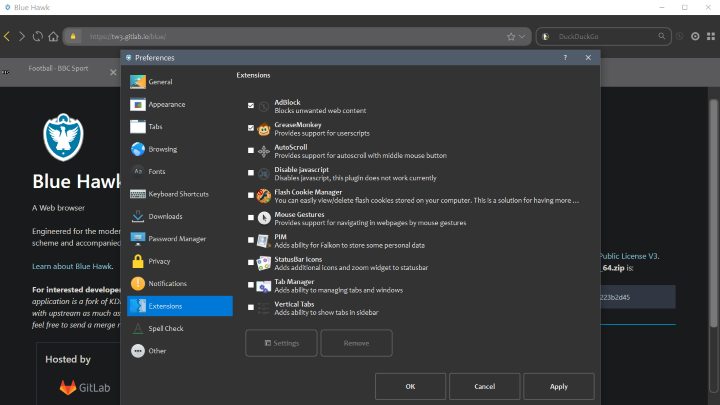 Blue Hawk
https://tw3.gitlab.io/blue/
DuckDuckGo
Football - BBC Sport
Preferences
?
General
Appearance
Tabs
Browsing
Fonts
Keyboard Shortcuts
Downloads
Password Manager
Privacy
Notifications
Extensions
Spell Check
Other
Extensions
AdBlock
Blocks unwanted web content
GreaseMonkey
Provides support for userscripts
AutoScroll
Provides support for autoscroll with middle mouse button
Disable Javascript
Disables javascript, this plugin does not work currently
Flash Cookie Manager
You can easily view/delete flash cookies stored on your computer. This is a solution for having more ...
Mouse Gestures
Provides support for navigating in webpages by mouse gestures
PIM
Adds ability for Falkon to store some personal data
StatusBar Icons
Adds additional icons and zoom widget to statusbar
Tab Manager
Adds ability to managing tabs and windows
Vertical Tabs
Adds ability to show tabs in sidebar
Settings
Remove
OK
Cancel
Apply
Blue Hawk
A Web browser
Engineered for the moder
scheme and accompanied
Learn about Blue Hawk.
For interested develope
application is a fork of KD
with upstream as much as
feel free to send a merge r
Hosted by
GitLab
Public License V3.
_64.zip is:
223b2d45